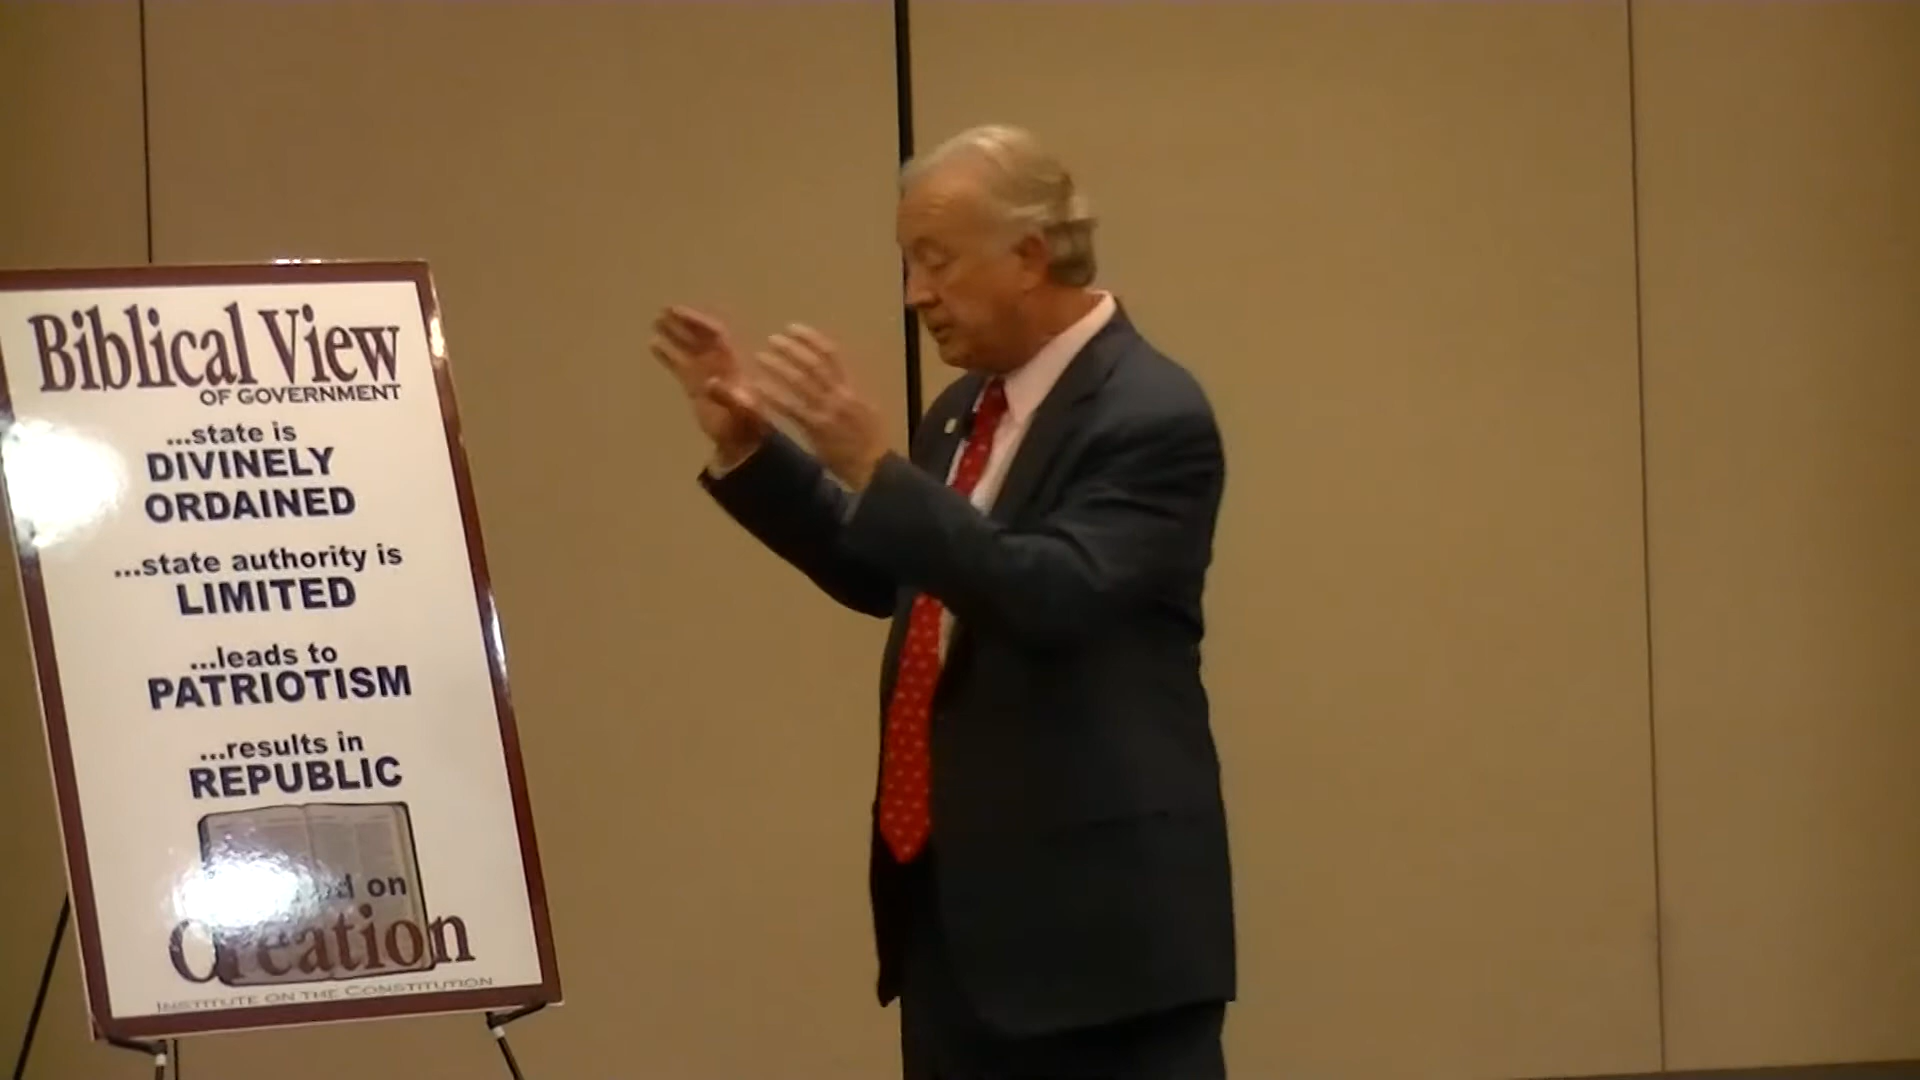 Biblical View
OF GOVERNMENT
...state is
DIVINELY
ORDAINED
...state authority is
LIMITED
...leads to
PATRIOTISM
...results in
REPUBLIC
on
Creation
INSTITUTE ON THE CONSTITUTION